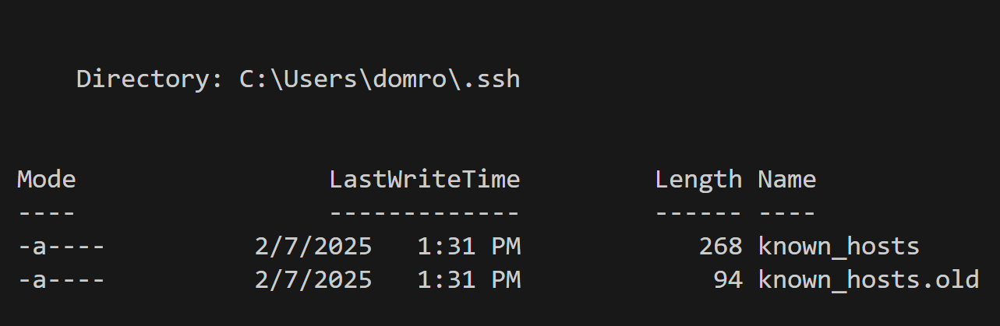 Directory: C:\Users\domro\.ssh
Mode                 LastWriteTime         Length Name
----                 -------------         ------ ----
-a----          2/7/2025   1:31 PM            268 known_hosts
-a----          2/7/2025   1:31 PM             94 known_hosts.old